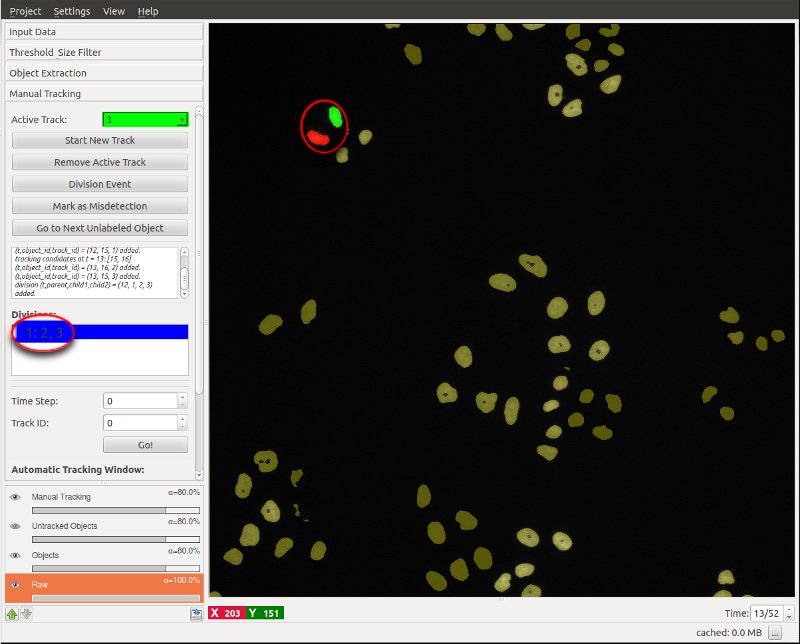 Project Settings View Help
Input Data
Threshold Size Filter
Object Extraction
Manual Tracking
Active Track: 3
Start New Track
Remove Active Track
Division Event
Mark as Misdetection
Go to Next Unlabeled Object
(t,object_id,track_id) = (12, 15, 1) added.
tracking candidates at t = 13: [15, 16]
(t,object_id,track_id) = (13, 16, 2) added.
(t,object_id,track_id) = (13, 15, 3) added.
division (t,parent,child1,child2) = (12, 1, 2, 3)
added.
Divisions:
1: 2, 3
Time Step: 0
Track ID: 0
Go!
Automatic Tracking Window:
Manual Tracking α=80.0%
Untracked Objects α=80.0%
Objects α=80.0%
Raw α=100.0%
X 203 Y 151
Time: 13/52
cached: 0.0 MB ...